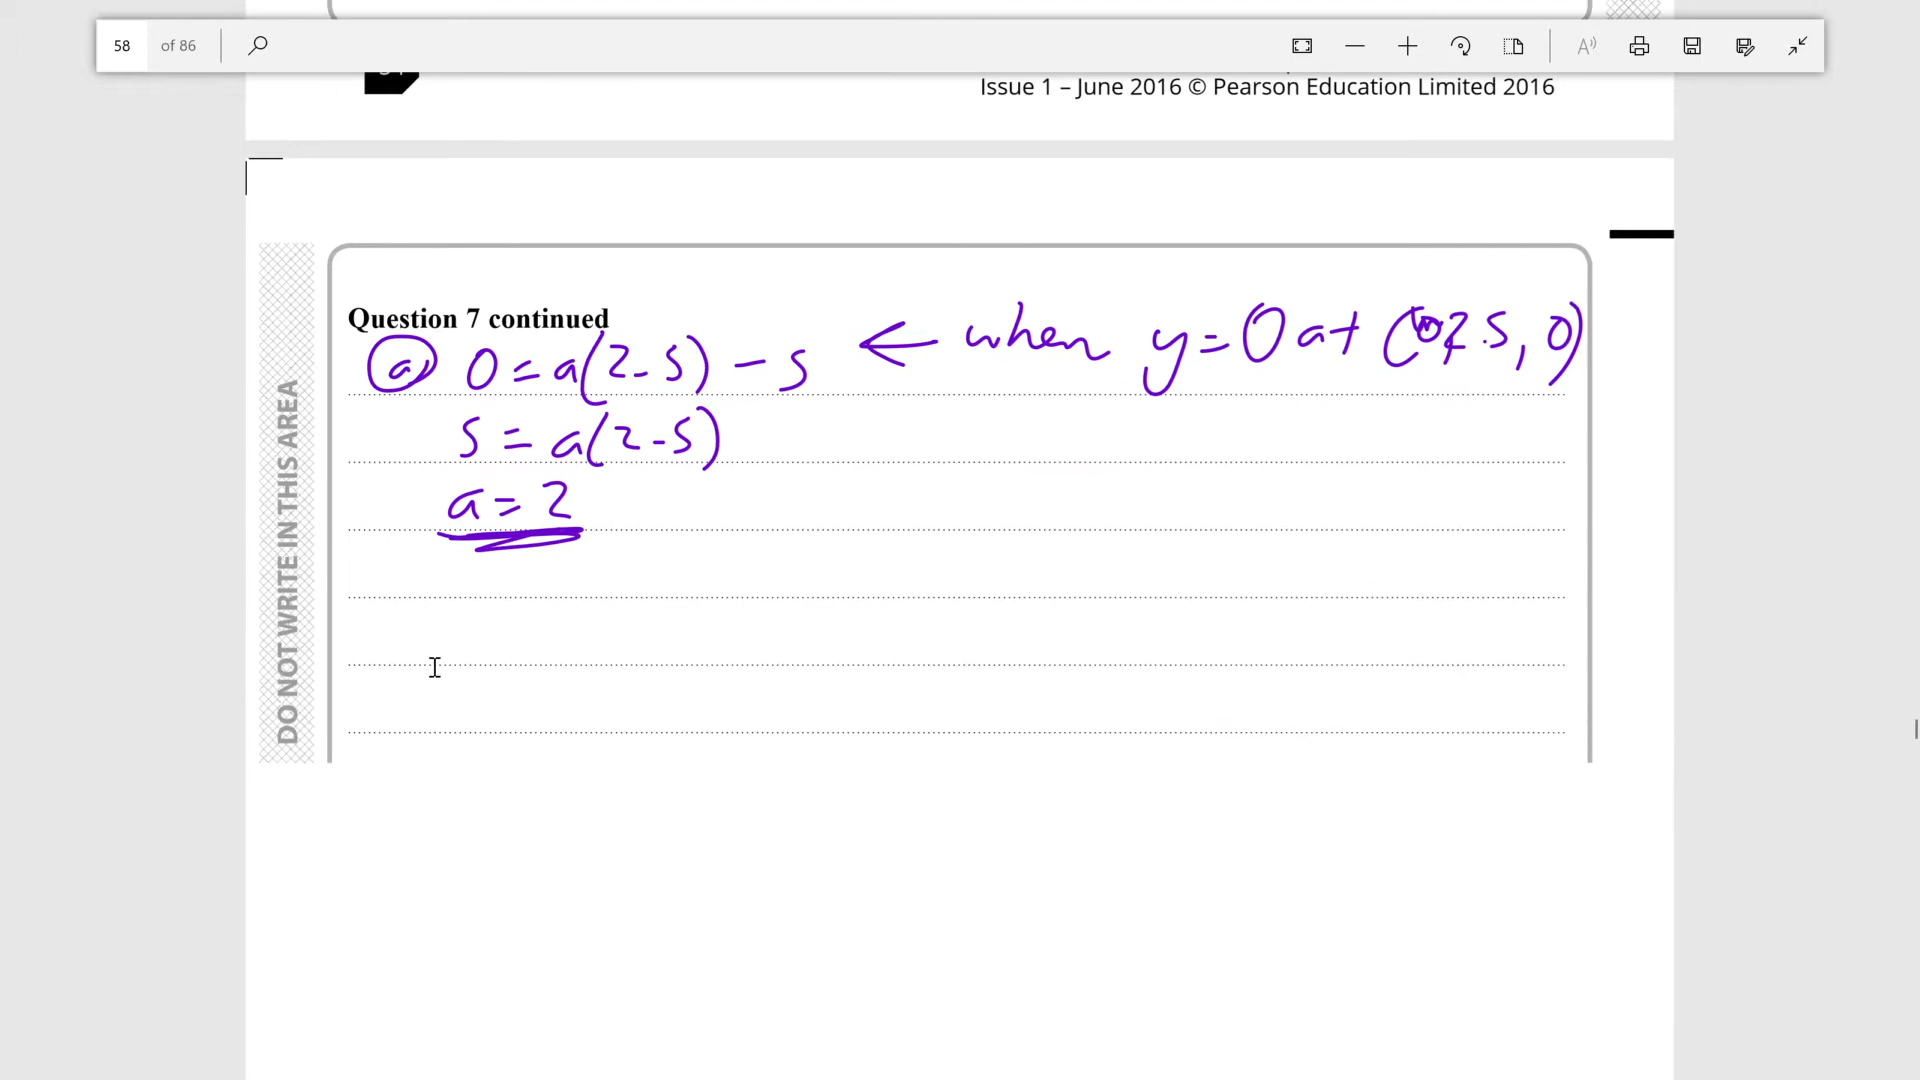 58 of 86
Issue 1 – June 2016 © Pearson Education Limited 2016
DO NOT WRITE IN THIS AREA
Question 7 continued
(a) 0 = a(2-5) - 5 ← when y = 0 at (2.5, 0)
5 = a(2-5)
a = 2